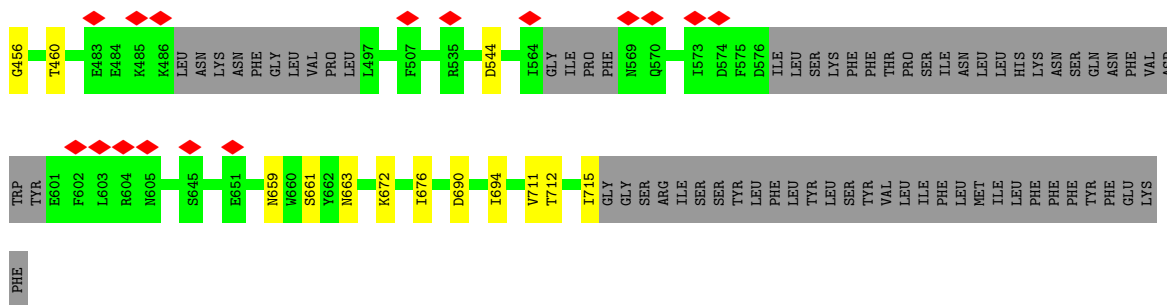 G456 T460 E483 E484 K485 K486 LEU ASN LYS ASN PHE GLY LEU VAL PRO LEU L497 F507 R535 D544 I564 GLY ILE PRO PHE N569 Q570 I573 D574 F575 D576 ILE LEU SER LYS PHE PHE THR PRO SER ILE ASN LEU LEU HIS LYS ASN SER GLN ASN PHE VAL ASP
TRP TYR E601 F602 L603 R604 N605 S645 E651 N659 W660 S661 Y662 N663 K672 I676 D690 I694 V711 T712 I715 GLY GLY SER ARG ILE SER SER TYR LEU PHE LEU TYR LEU SER TYR VAL LEU ILE PHE LEU MET ILE LEU PHE PHE PHE TYR PHE GLU LYS
PHE